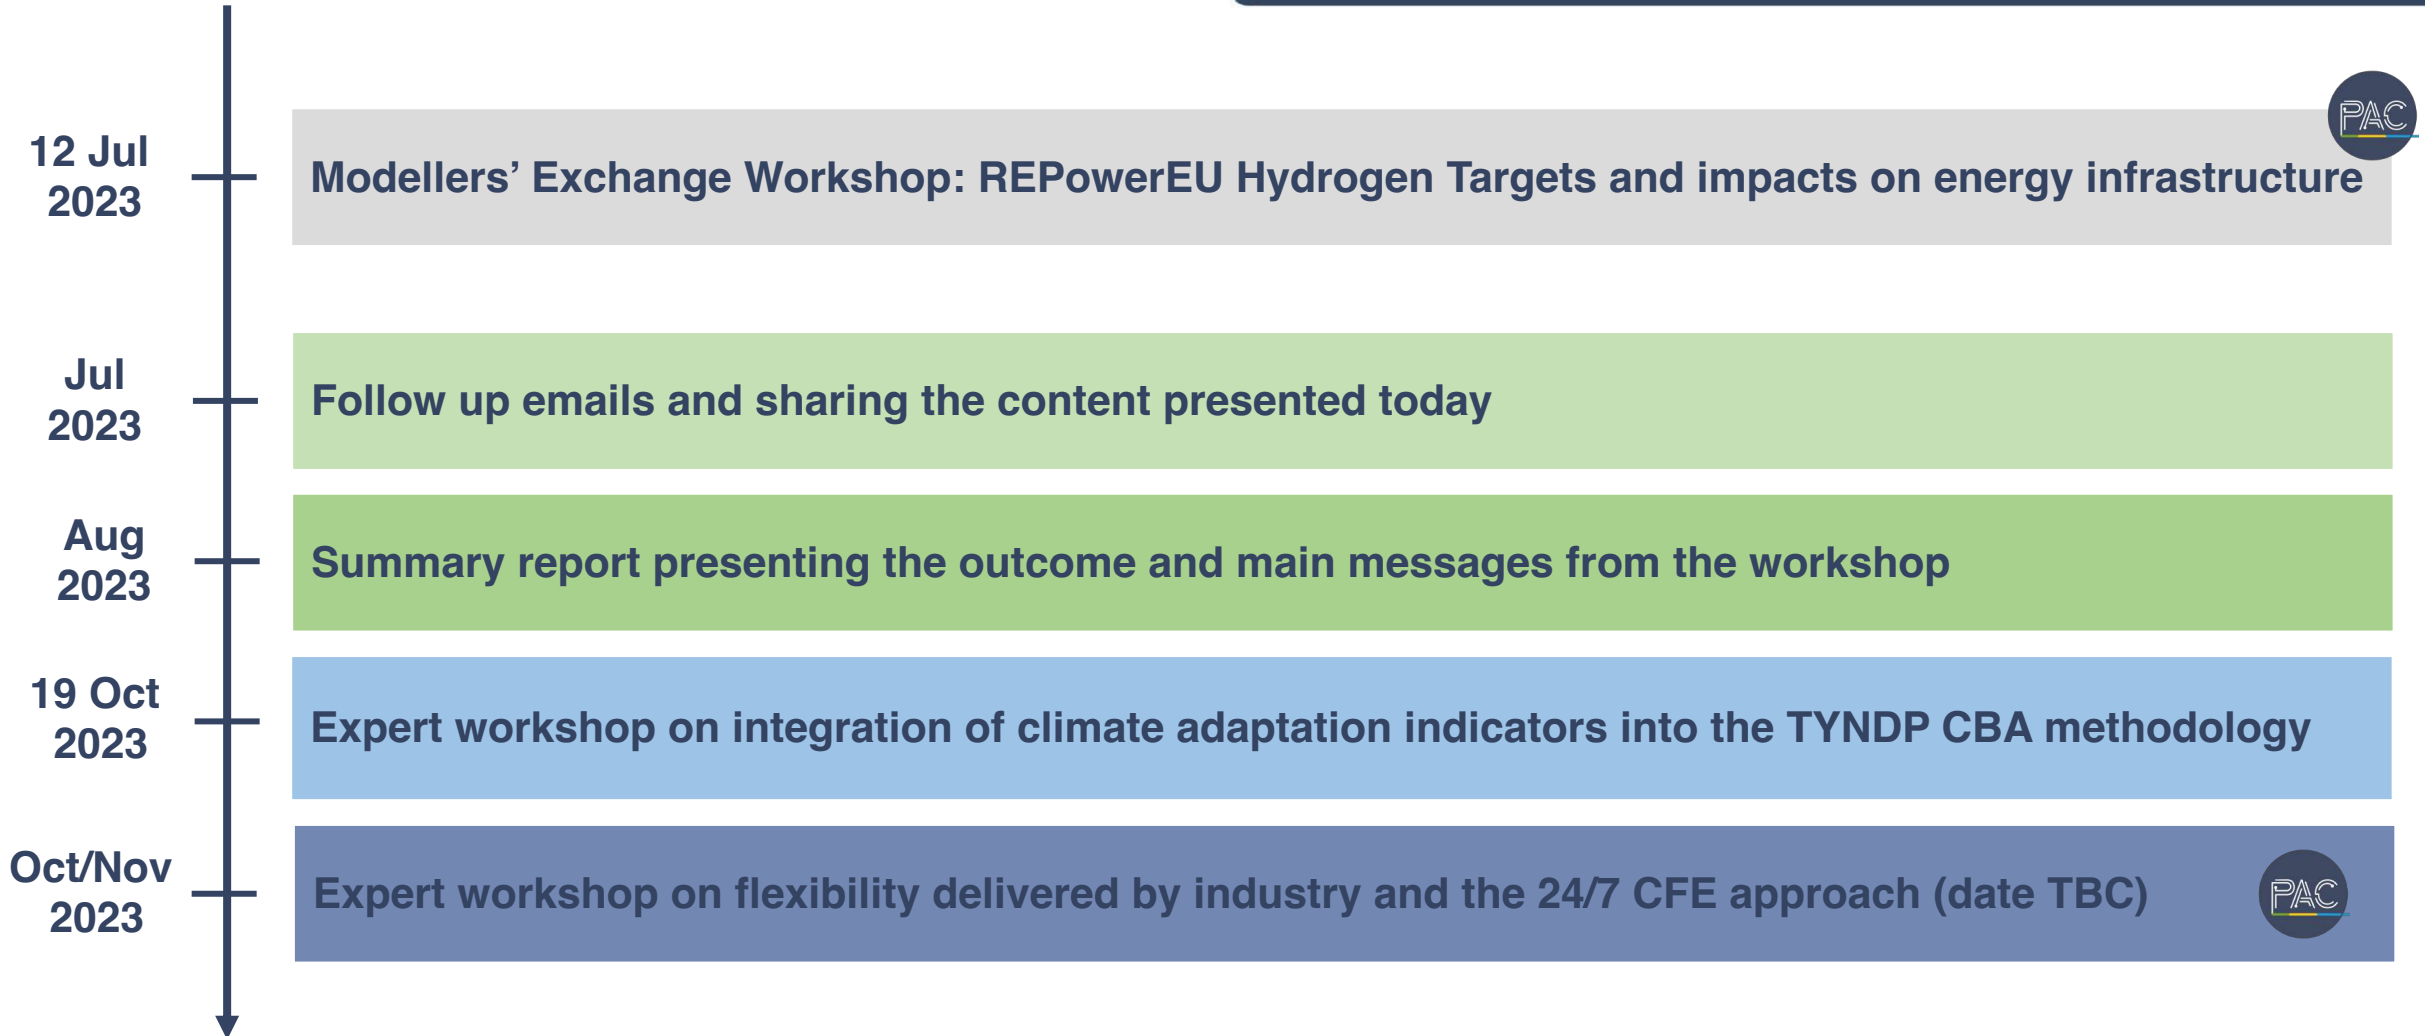 12 Jul
2023
Modellers’ Exchange Workshop: REPowerEU Hydrogen Targets and impacts on energy infrastructure
PAC
Jul
2023
Follow up emails and sharing the content presented today
Aug
2023
Summary report presenting the outcome and main messages from the workshop
19 Oct
2023
Expert workshop on integration of climate adaptation indicators into the TYNDP CBA methodology
Oct/Nov
2023
Expert workshop on flexibility delivered by industry and the 24/7 CFE approach (date TBC)
PAC